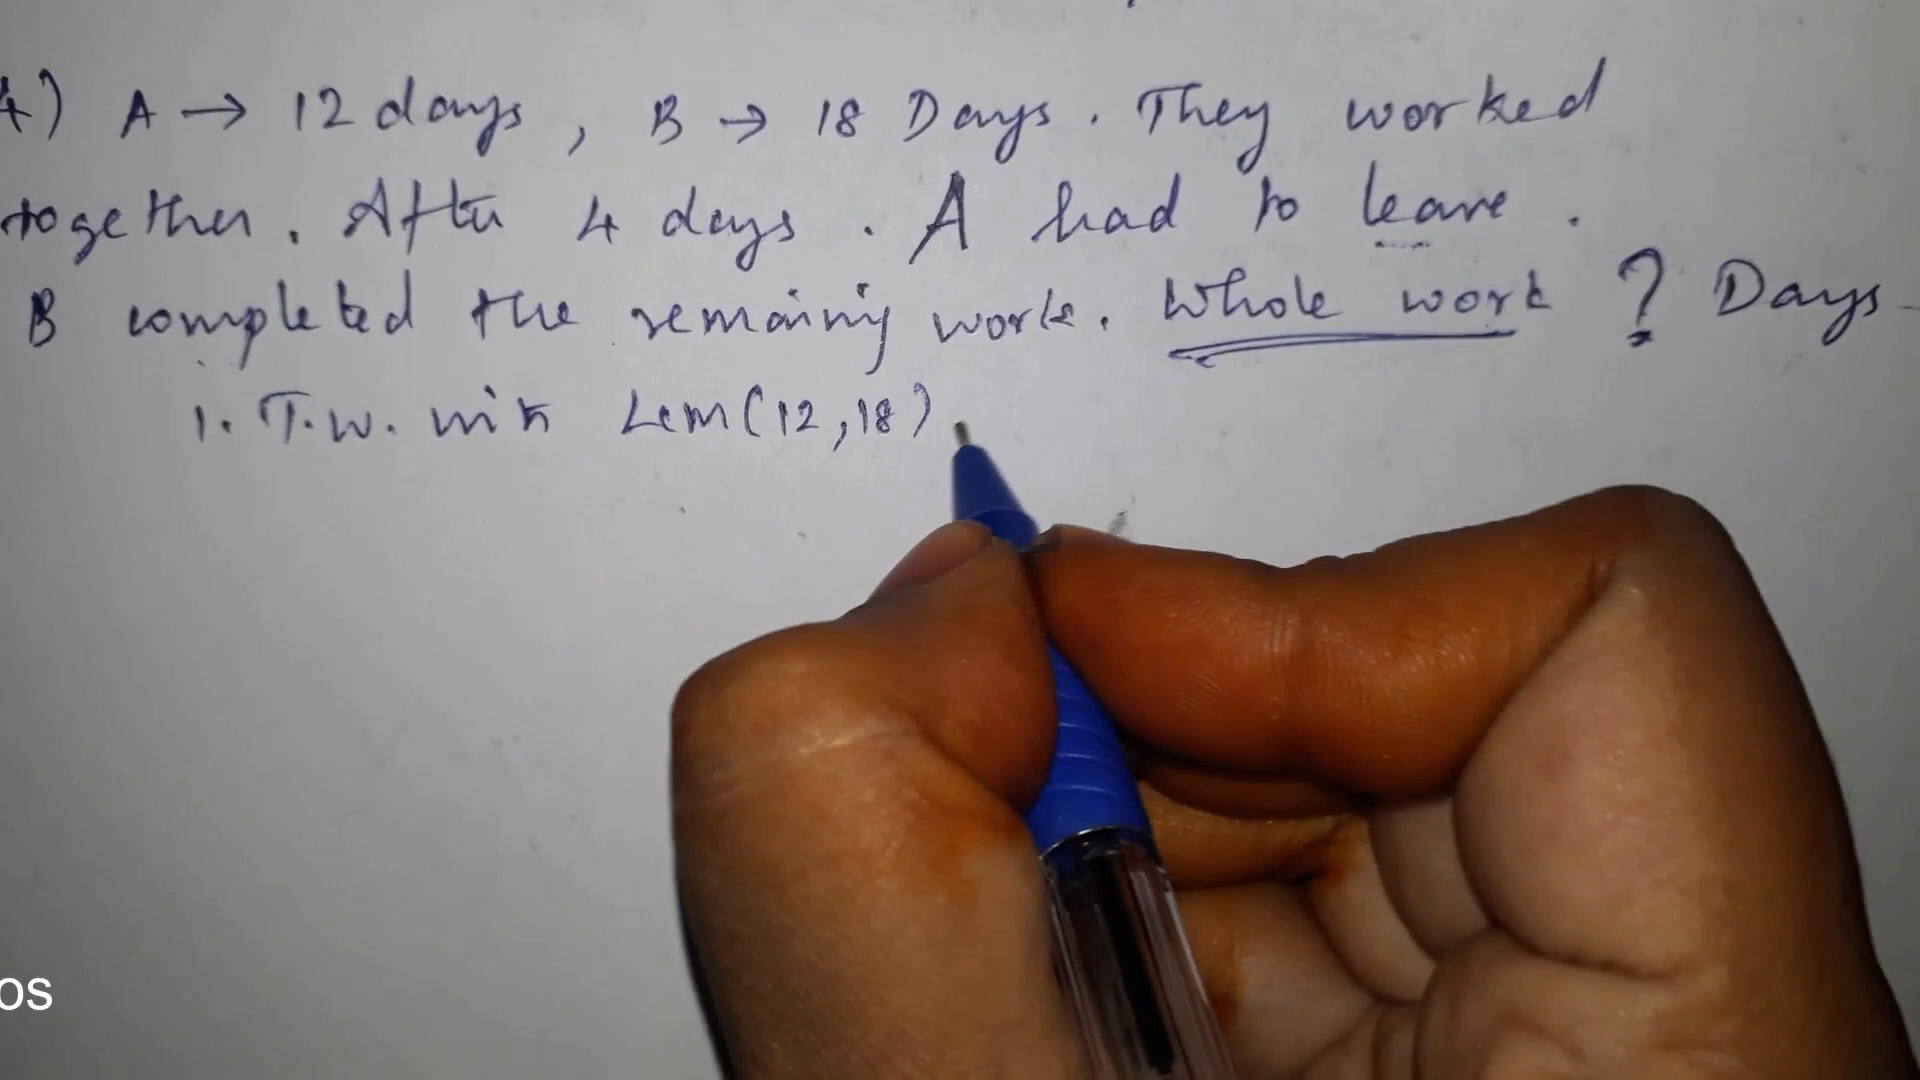 4) A → 12 days, B → 18 Days. They worked
together. After 4 days. A had to leave.
B completed the remaining work. Whole work ? Days
1. T.W. Lcm(12,18)
os